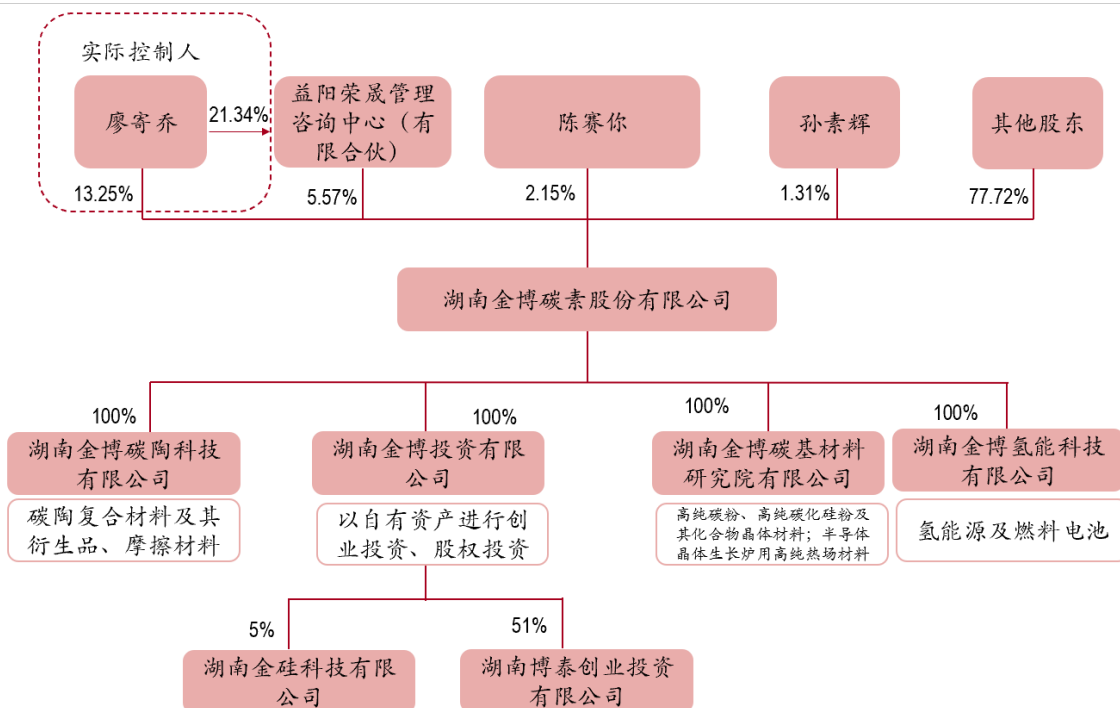 实际控制人
廖寄乔
21.34%
益阳荣晟管理
咨询中心（有
限合伙）
陈赛你
孙素辉
其他股东
13.25%
5.57%
2.15%
1.31%
77.72%
湖南金博碳素股份有限公司
100%
100%
100%
100%
湖南金博碳陶科技
有限公司
湖南金博投资有限
公司
湖南金博碳基材料
研究院有限公司
湖南金博氢能科技
有限公司
碳陶复合材料及其
衍生品、摩擦材料
以自有资产进行创
业投资、股权投资
高纯碳粉、高纯碳化硅粉及
其化合物晶体材料；半导体
晶体生长炉用高纯热场材料
氢能源及燃料电池
5%
51%
湖南金硅科技有限
公司
湖南博泰创业投资
有限公司